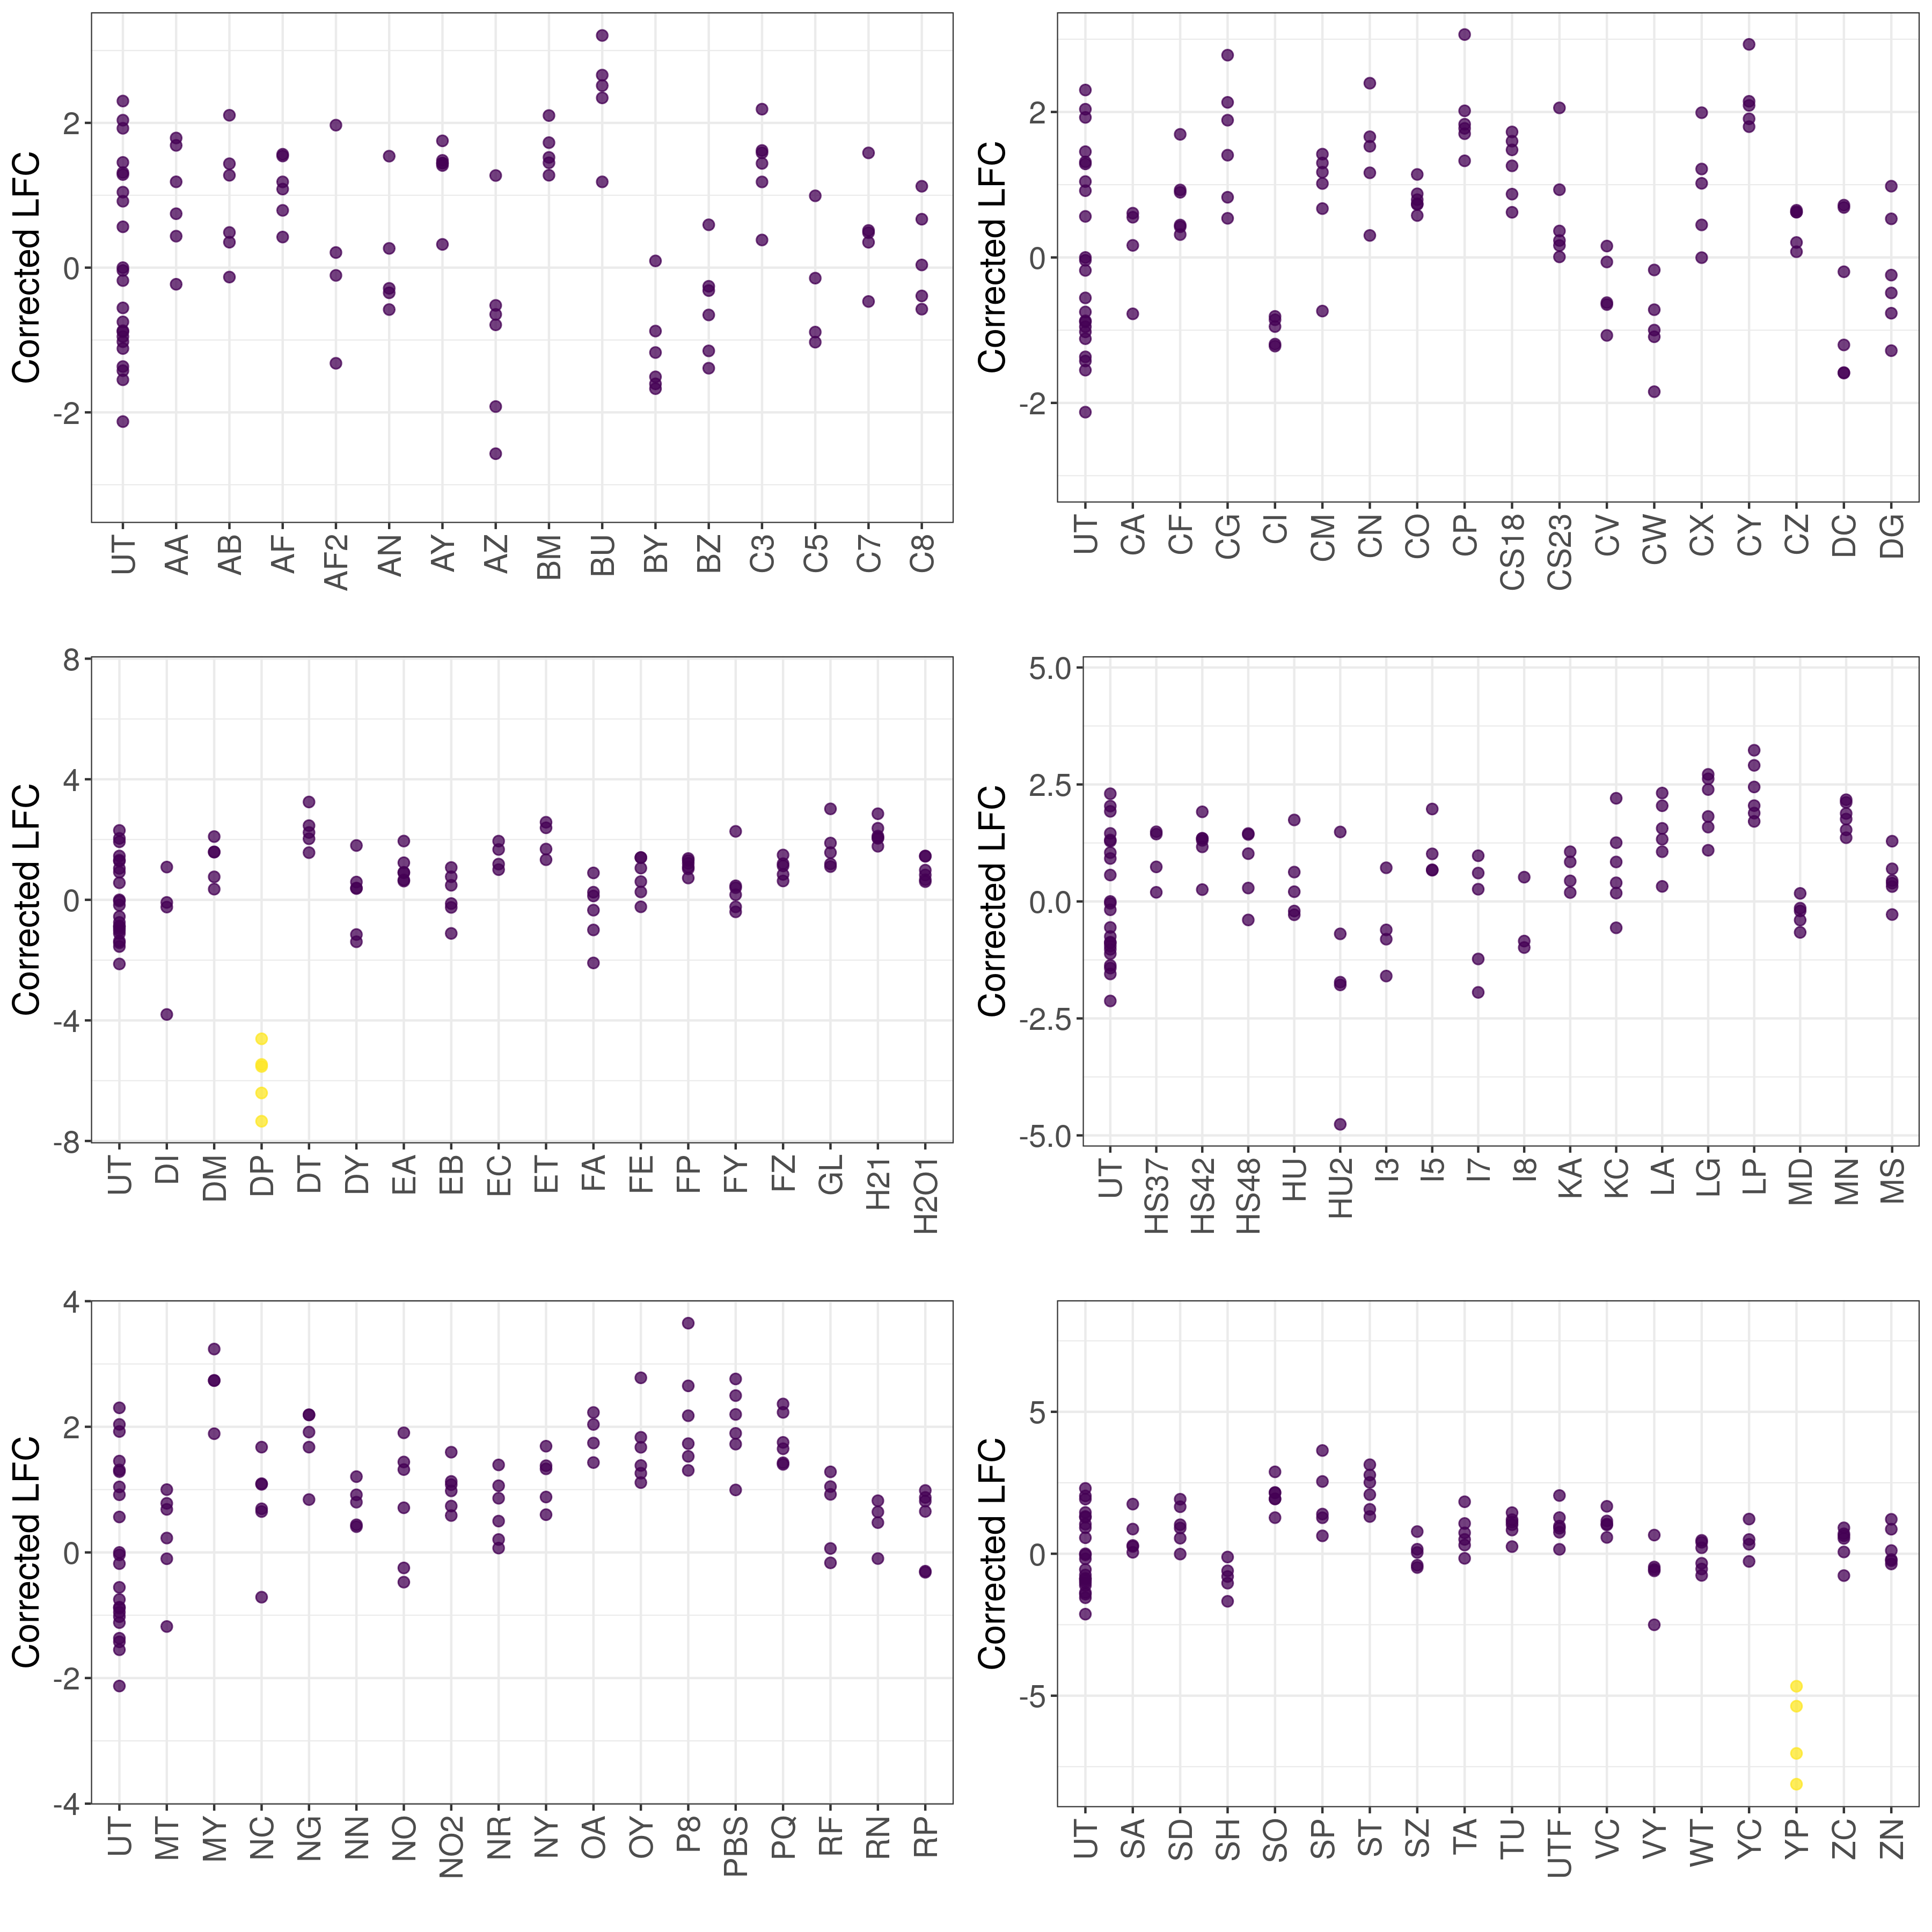 Corrected LFC
2
0
-2
UT AA AB AF AF2 AN AY AZ BM BU BY BZ C3 C5 C7 C8
Corrected LFC
2
0
-2
UT CA CF CG CI CM CN CO CP CS18 CS23 CV CW CX CY CZ DC DG
Corrected LFC
8
4
0
-4
-8
UT DI DM DP DT DY EA EB EC ET FA FE FP FY FZ GL H21 H2O1
Corrected LFC
5.0
2.5
0.0
-2.5
-5.0
UT HS37 HS42 HS48 HU HU2 I3 I5 I7 I8 KA KC LA LG LP MD MN MS
Corrected LFC
4
2
0
-2
-4
UT MT MY NC NG NN NO NO2 NR NY OA OY P8 PBS PQ RF RN RP
Corrected LFC
5
0
-5
UT SA SD SH SO SP ST SZ TA TU UTF VC VY WT YC YP ZC ZN